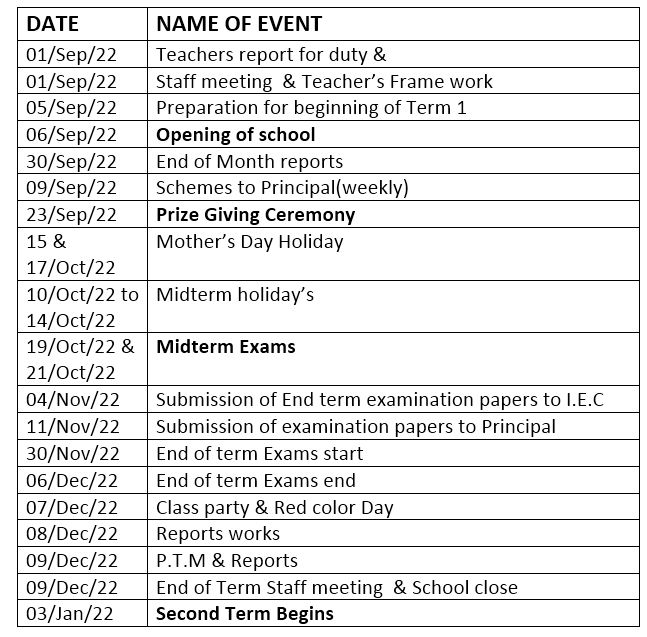 DATE NAME OF EVENT
01/Sep/22 Teachers report for duty &
01/Sep/22 Staff meeting & Teacher’s Frame work
05/Sep/22 Preparation for beginning of Term 1
06/Sep/22 Opening of school
30/Sep/22 End of Month reports
09/Sep/22 Schemes to Principal(weekly)
23/Sep/22 Prize Giving Ceremony
15 & Mother’s Day Holiday
17/Oct/22
10/Oct/22 to Midterm holiday’s
14/Oct/22
19/Oct/22 & Midterm Exams
21/Oct/22
04/Nov/22 Submission of End term examination papers to I.E.C
11/Nov/22 Submission of examination papers to Principal
30/Nov/22 End of term Exams start
06/Dec/22 End of term Exams end
07/Dec/22 Class party & Red color Day
08/Dec/22 Reports works
09/Dec/22 P.T.M & Reports
09/Dec/22 End of Term Staff meeting & School close
03/Jan/22 Second Term Begins